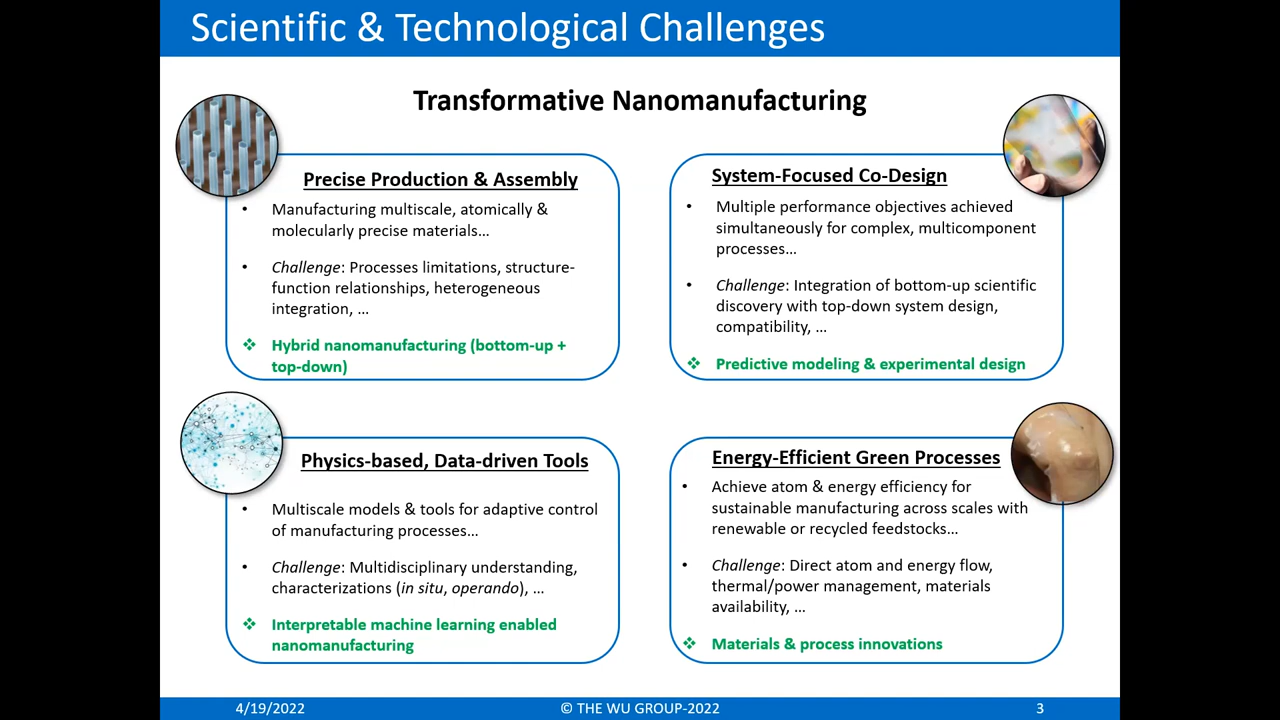 Scientific & Technological Challenges
Transformative Nanomanufacturing
Precise Production & Assembly
• Manufacturing multiscale, atomically &
molecularly precise materials…
• Challenge: Processes limitations, structure-
function relationships, heterogeneous
integration, …
❖ Hybrid nanomanufacturing (bottom-up +
top-down)
System-Focused Co-Design
• Multiple performance objectives achieved
simultaneously for complex, multicomponent
processes…
• Challenge: Integration of bottom-up scientific
discovery with top-down system design,
compatibility, …
❖ Predictive modeling & experimental design
Physics-based, Data-driven Tools
• Multiscale models & tools for adaptive control
of manufacturing processes…
• Challenge: Multidisciplinary understanding,
characterizations (in situ, operando), …
❖ Interpretable machine learning enabled
nanomanufacturing
Energy-Efficient Green Processes
• Achieve atom & energy efficiency for
sustainable manufacturing across scales with
renewable or recycled feedstocks…
• Challenge: Direct atom and energy flow,
thermal/power management, materials
availability, …
❖ Materials & process innovations
4/19/2022
© THE WU GROUP-2022
3